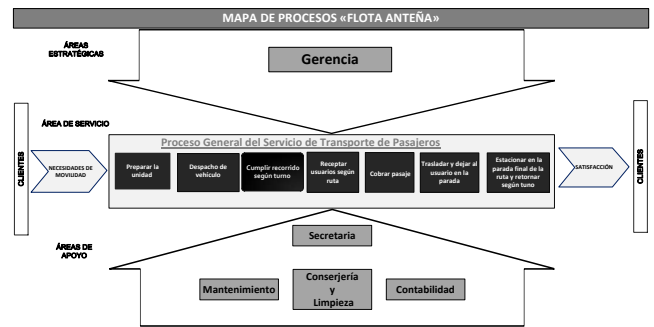 MAPA DE PROCESOS «FLOTA ANTEÑA»
ÁREAS
ESTRATÉGICAS
Gerencia
ÁREA DE SERVICIO
Proceso General del Servicio de Transporte de Pasajeros
CLIENTES
NECESIDADES DE
MOVILIDAD
Preparar la
unidad
Despacho de
vehículo
Cumplir recorrido
según turno
Receptar
usuarios según
ruta
Cobrar pasaje
Trasladar y dejar al
usuario en la
parada
Estacionar en la
parada final de la
ruta y retornar
según tuno
SATISFACCIÓN
CLIENTES
ÁREAS DE
APOYO
Secretaria
Mantenimiento
Conserjería
y
Limpieza
Contabilidad